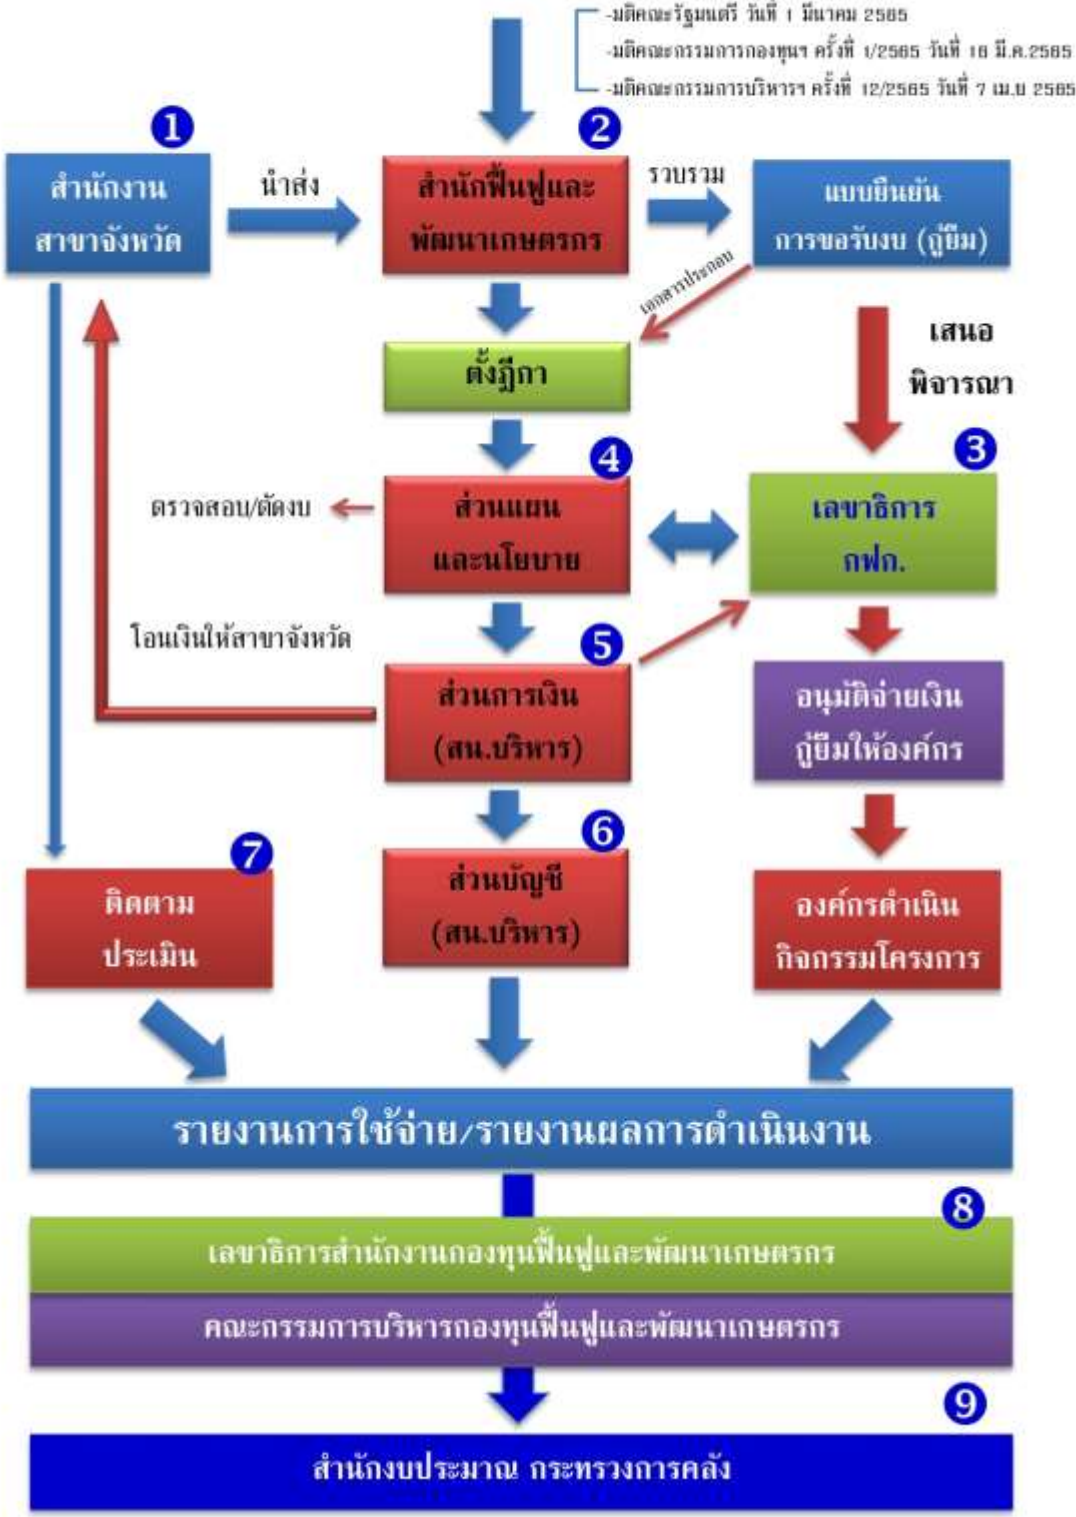 -มติคณะรัฐมนตรี วันที่ 1 มีนาคม 2565
-มติคณะกรรมการกองทุนฯ ครั้งที่ 1/2565 วันที่ 16 มี.ค.2565
-มติคณะกรรมการบริหารฯ ครั้งที่ 12/2565 วันที่ 7 เม.ย 2565
1
สำนักงาน
สาขาจังหวัด
นำส่ง
2
สำนักฟื้นฟูและ
พัฒนาเกษตรกร
รวบรวม
แบบยืนยัน
การขอรับงบ (กู้ยืม)
เอกสารประกอบ
ตั้งฎีกา
เสนอ
พิจารณา
3
เลขาธิการ
กฟก.
4
ส่วนแผน
และนโยบาย
ตรวจสอบ/ตัดงบ
โอนเงินให้สาขาจังหวัด
5
ส่วนการเงิน
(สน.บริหาร)
อนุมัติจ่ายเงิน
กู้ยืมให้องค์กร
6
ส่วนบัญชี
(สน.บริหาร)
7
ติดตาม
ประเมิน
องค์กรดำเนิน
กิจกรรมโครงการ
รายงานการใช้จ่าย/รายงานผลการดำเนินงาน
8
เลขาธิการสำนักงานกองทุนฟื้นฟูและพัฒนาเกษตรกร
คณะกรรมการบริหารกองทุนฟื้นฟูและพัฒนาเกษตรกร
9
สำนักงบประมาณ กระทรวงการคลัง